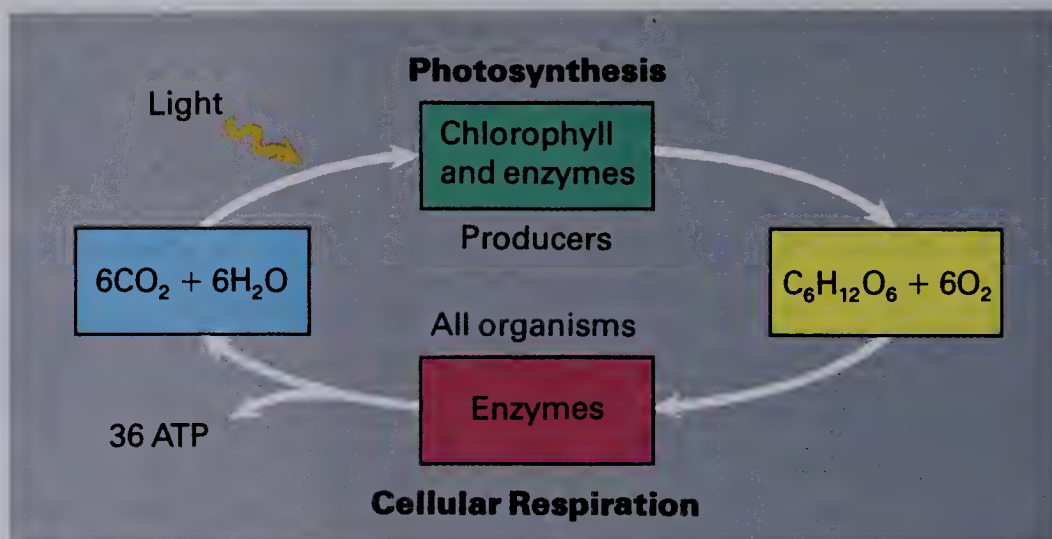 Photosynthesis
Light
Chlorophyll
and enzymes
Producers
6CO₂ + 6H₂O
C₆H₁₂O₆ + 6O₂
All organisms
Enzymes
36 ATP
Cellular Respiration